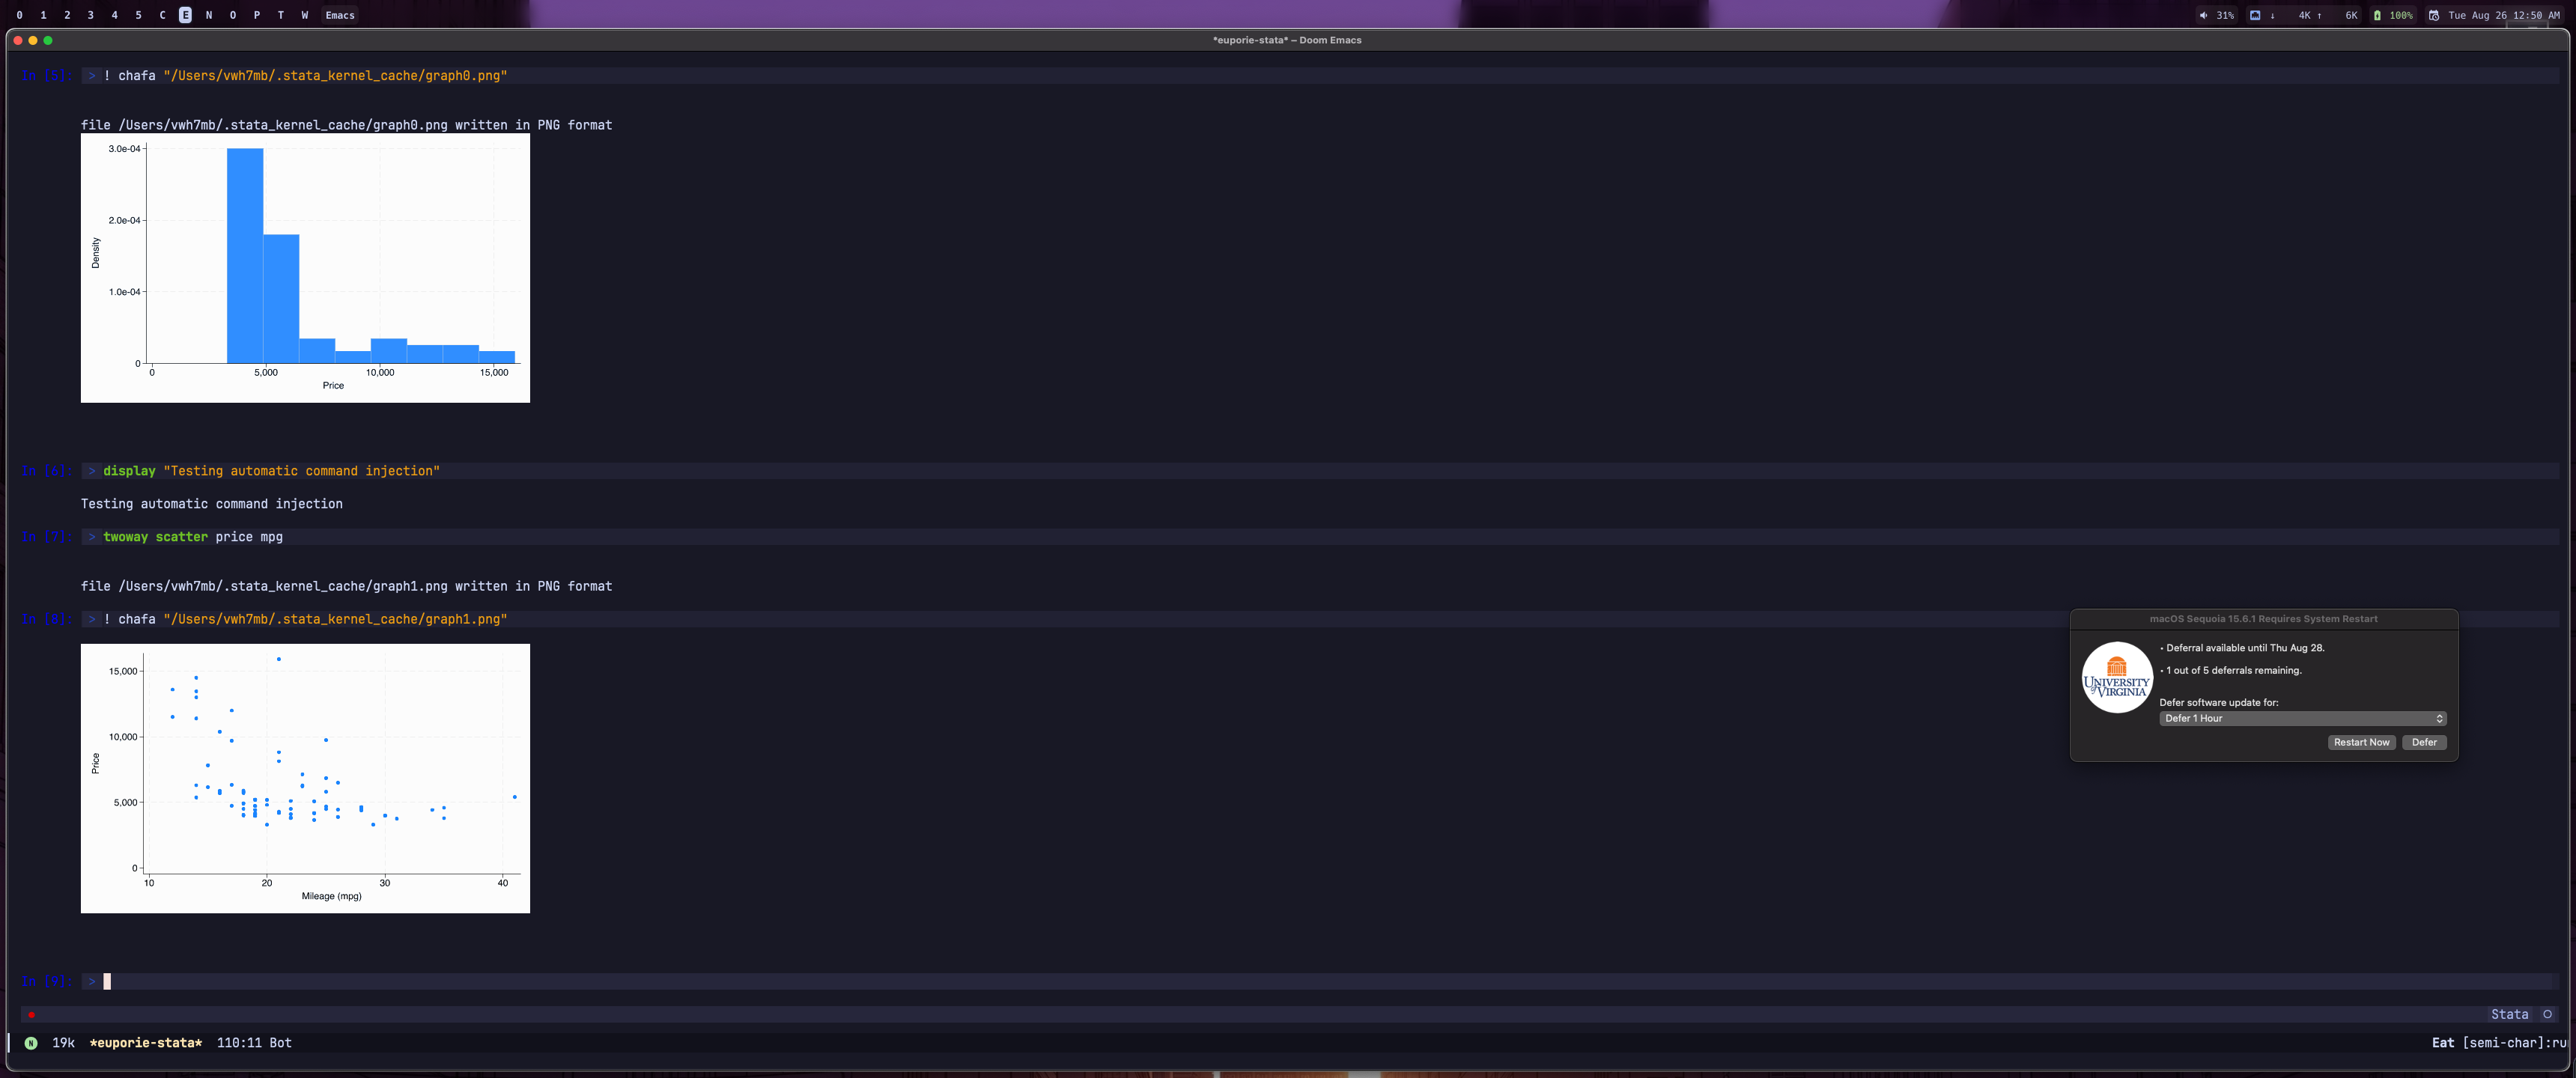 0 1 2 3 4 5 C E N O P T W Emacs
31% ↓ 4K ↑ 6K 100% Tue Aug 26 12:50 AM
*euporie-stata* – Doom Emacs
In [5]: > ! chafa "/Users/vwh7mb/.stata_kernel_cache/graph0.png"
file /Users/vwh7mb/.stata_kernel_cache/graph0.png written in PNG format
3.0e-04
2.0e-04
Density
1.0e-04
0
0 5,000 10,000 15,000
Price
In [6]: > display "Testing automatic command injection"
Testing automatic command injection
In [7]: > twoway scatter price mpg
file /Users/vwh7mb/.stata_kernel_cache/graph1.png written in PNG format
In [8]: > ! chafa "/Users/vwh7mb/.stata_kernel_cache/graph1.png"
15,000
10,000
Price
5,000
0
10 20 30 40
Mileage (mpg)
macOS Sequoia 15.6.1 Requires System Restart
• Deferral available until Thu Aug 28.
• 1 out of 5 deferrals remaining.
UNIVERSITY
of VIRGINIA
Defer software update for:
Defer 1 Hour
Restart Now Defer
In [9]: >
Stata
N 19k *euporie-stata* 110:11 Bot
Eat [semi-char]:ru